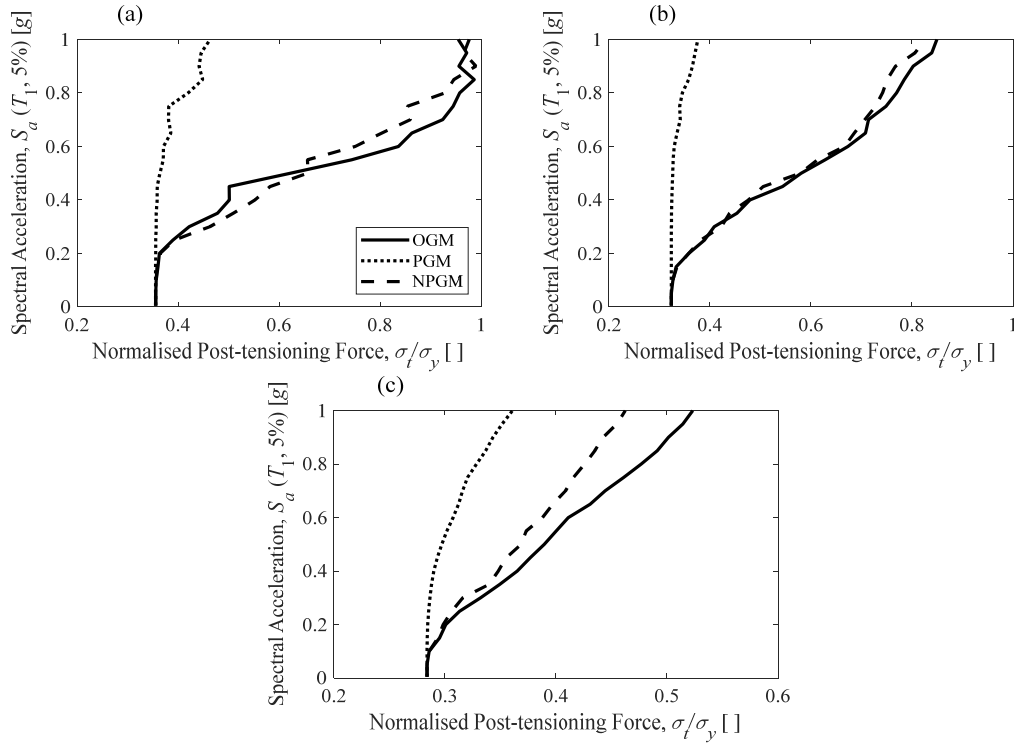 (a)
1
0.8
0.6
0.4
0.2
0
0.2 0.4 0.6 0.8 1
Spectral Acceleration, S_a (T_1, 5%) [g]
Normalised Post-tensioning Force, σ_t/σ_y [ ]
OGM
PGM
NPGM
(b)
1
0.8
0.6
0.4
0.2
0
0.2 0.4 0.6 0.8 1
Spectral Acceleration, S_a (T_1, 5%) [g]
Normalised Post-tensioning Force, σ_t/σ_y [ ]
(c)
1
0.8
0.6
0.4
0.2
0
0.2 0.3 0.4 0.5 0.6
Spectral Acceleration, S_a (T_1, 5%) [g]
Normalised Post-tensioning Force, σ_t/σ_y [ ]